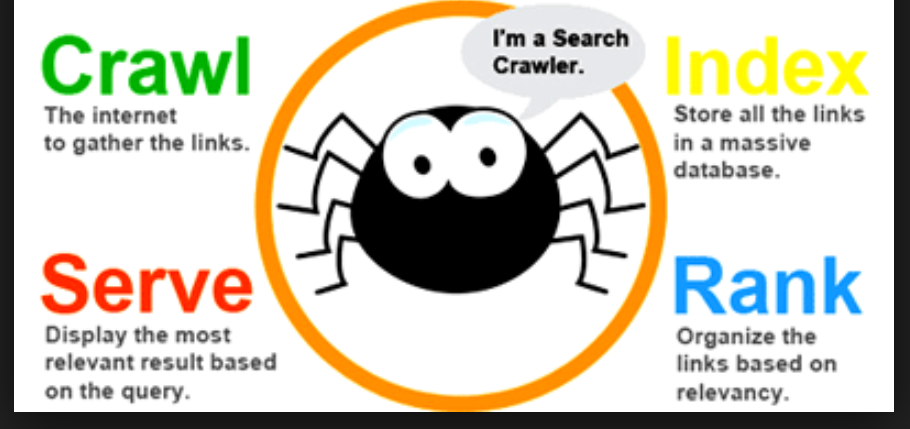 Crawl
The internet
to gather the links.
I'm a Search
Crawler.
Index
Store all the links
in a massive
database.
Serve
Display the most
relevant result based
on the query.
Rank
Organize the
links based on
relevancy.